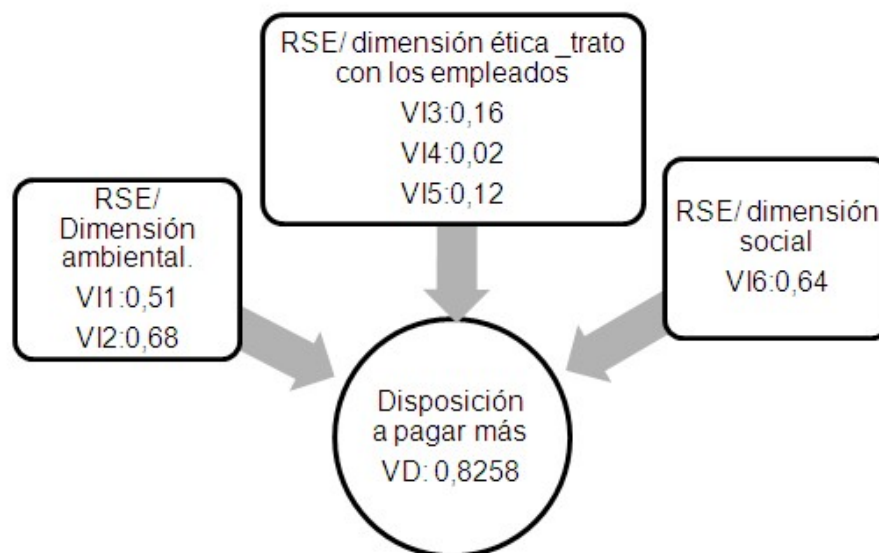 RSE/ dimensión ética _trato
con los empleados
VI3:0,16
VI4:0,02
VI5:0,12
RSE/
Dimensión
ambiental.
VI1:0,51
VI2:0,68
RSE/ dimensión
social
VI6:0,64
Disposición
a pagar más
VD: 0,8258